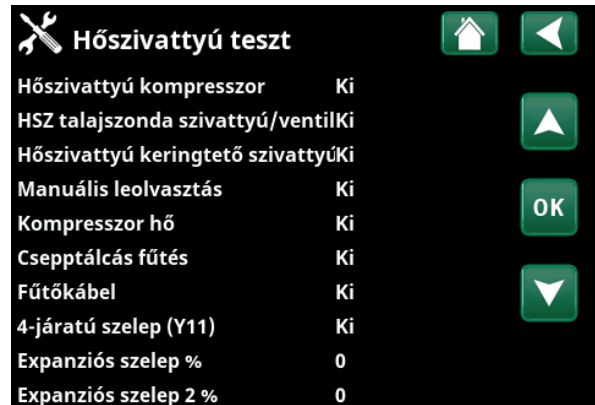 Hőszivattyú teszt
Hőszivattyú kompresszor Ki
HSZ talajszonda szivattyú/ventilKi
Hőszivattyú keringtető szivattyúKi
Manuális leolvasztás Ki
OK
Kompresszor hő Ki
Csepptálcás fűtés Ki
Fűtőkábel Ki
4-járatú szelep (Y11) Ki
Expanziós szelep % 0
Expanziós szelep 2 % 0